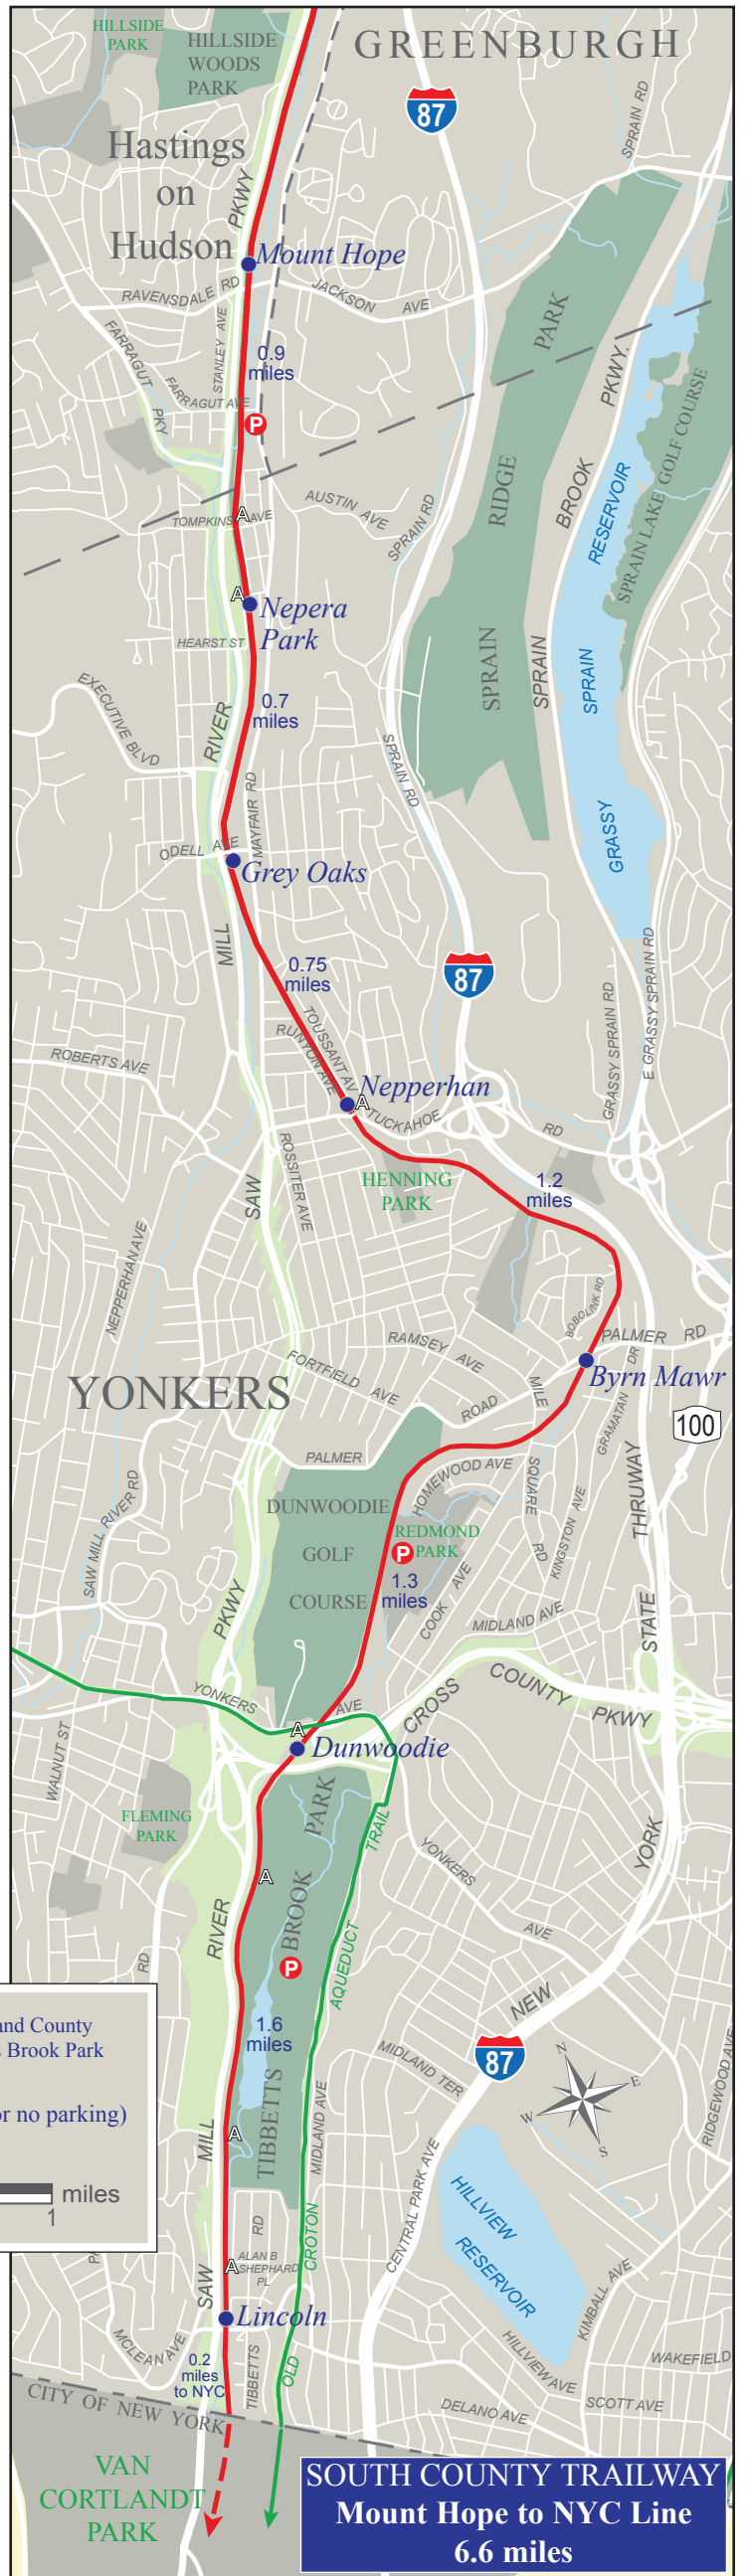 HILLSIDE
PARK
HILLSIDE
WOODS
PARK
GREENBURGH
87
SPRAIN RD
Hastings
on
Hudson
PKWY
Mount Hope
RAVENSDALE RD
JACKSON AVE
STANLEY AVE
FARRAGUT
PKY
FARRAGUT AVE
0.9
miles
P
PARK
RIDGE
SPRAIN
PKWY.
BROOK
SPRAIN
RESERVOIR
SPRAIN
GRASSY
SPRAIN LAKE GOLF COURSE
AUSTIN AVE
SPRAIN RD
TOMPKINS AVE
A
A
Nepera
Park
HEARST ST
0.7
miles
EXECUTIVE BLVD
RIVER
SPRAIN RD
MAYFAIR RD
ODELL AVE
Grey Oaks
MILL
0.75
miles
87
GRASSY SPRAIN RD
E GRASSY SPRAIN RD
TOUSSANT AV
RUNYON AVE
ROBERTS AVE
Nepperhan
A
TUCKAHOE
RD
ROSSITER AVE
HENNING
PARK
1.2
miles
SAW
NEPPERHAN AVE
BOBOLINK RD
PALMER RD
RAMSEY AVE
Byrn Mawr
FORTFIELD AVE
YONKERS
MILE
SQUARE
RD
GRAMATAN DR
100
ROAD
PALMER
HOMEWOOD AVE
KINGSTON AVE
THRUWAY
SAW MILL RIVER RD
DUNWOODIE
GOLF
COURSE
REDMOND
PARK
P
1.3
miles
COOK AVE
MIDLAND AVE
STATE
PKWY
YONKERS
AVE
CROSS
COUNTY
PKWY
WALNUT ST
A
Dunwoodie
FLEMING
PARK
PARK
BROOK
TIBBETTS
TRAIL
YONKERS
AVE
YORK
A
RIVER
RD
P
AQUEDUCT
NEW
1.6
miles
87
MIDLAND TER
N
E
W
S
RIDGEWOOD AVE
and County
s Brook Park
or no parking)
miles
1
MILL
A
MIDLAND AVE
CENTRAL PARK AVE
HILLVIEW
RESERVOIR
CROTON
RD
ALAN B
SHEPHARD
PL
A
SAW
Lincoln
MCLEAN AVE
0.2
miles
to NYC
TIBBETTS
OLD
KIMBALL AVE
HILLVIEW AVE
WAKEFIELD
SCOTT AVE
DELANO AVE
CITY OF NEW YORK
VAN
CORTLANDT
PARK
SOUTH COUNTY TRAILWAY
Mount Hope to NYC Line
6.6 miles